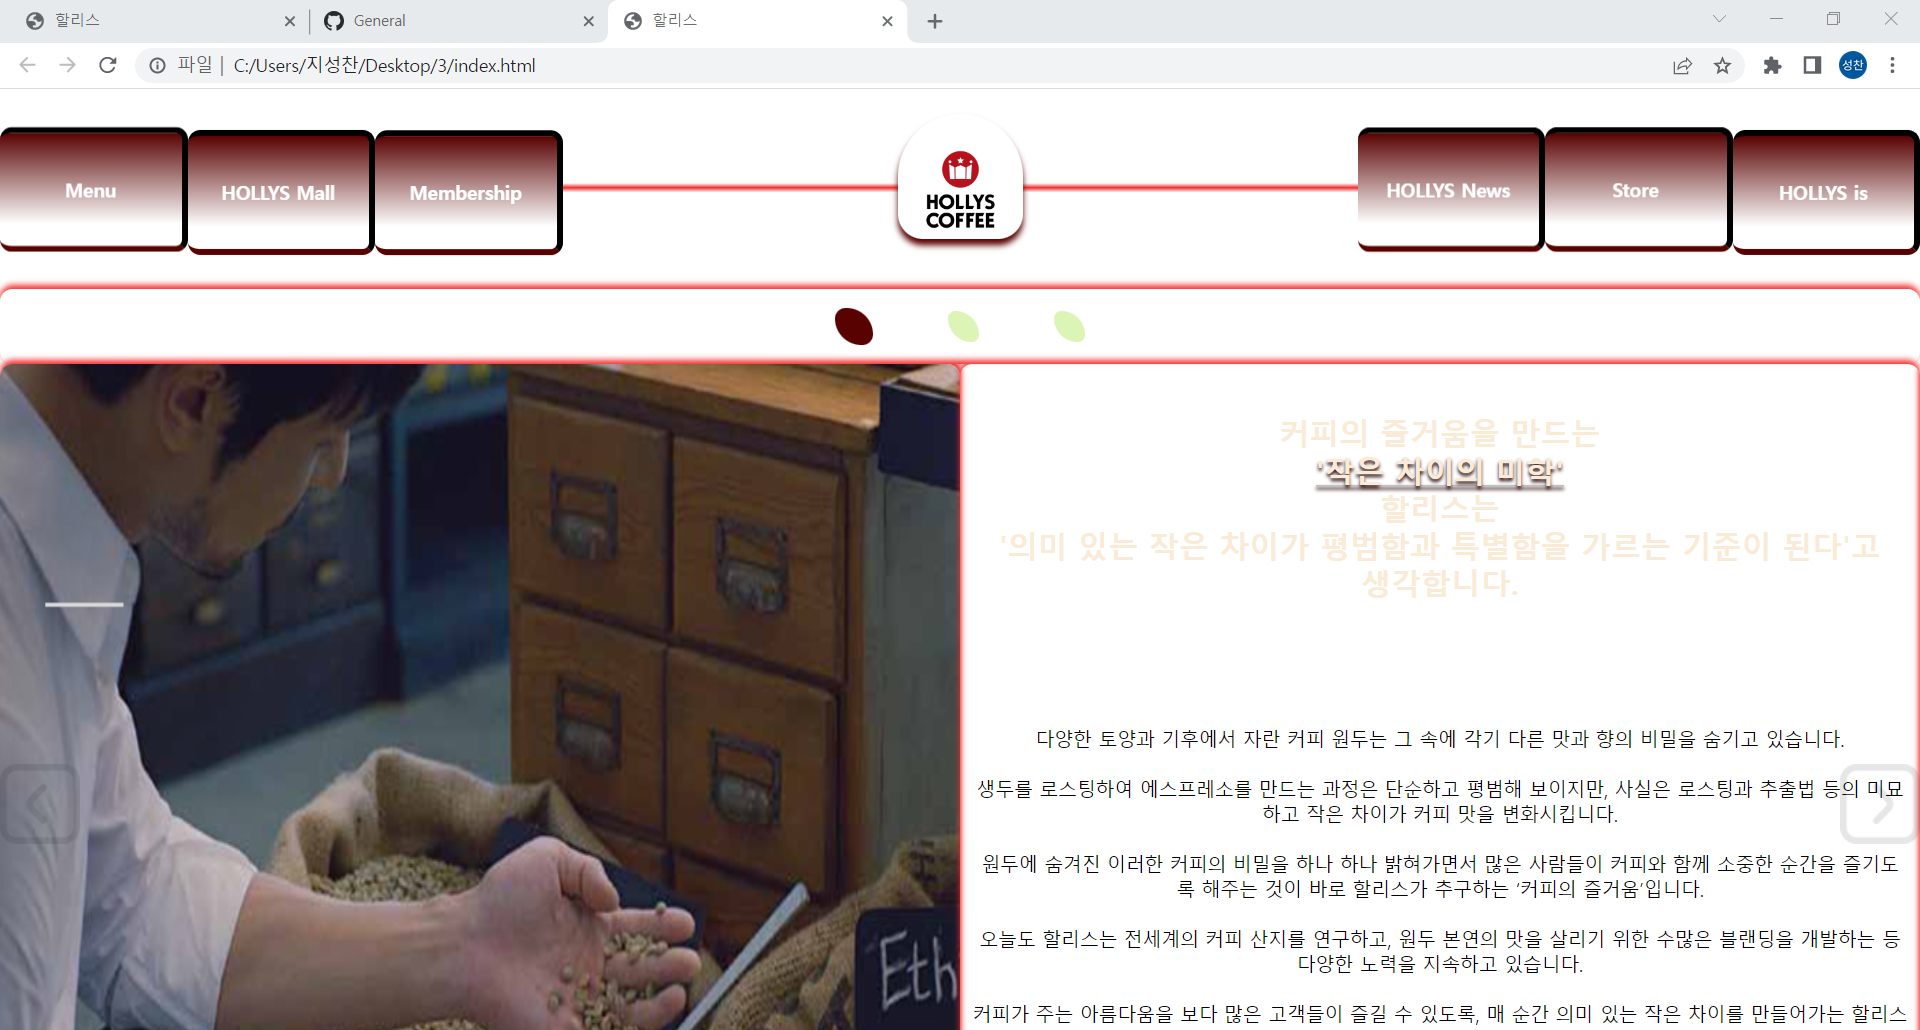 할리스
General
할리스
파일
C:/Users/지성찬/Desktop/3/index.html
성찬
Menu
HOLLYS Mall
Membership
HOLLYS
COFFEE
HOLLYS News
Store
HOLLYS is
커피의 즐거움을 만드는
'작은 차이의 미학'
할리스는
'의미 있는 작은 차이가 평범함과 특별함을 가르는 기준이 된다'고
생각합니다.
다양한 토양과 기후에서 자란 커피 원두는 그 속에 각기 다른 맛과 향의 비밀을 숨기고 있습니다.
생두를 로스팅하여 에스프레소를 만드는 과정은 단순하고 평범해 보이지만, 사실은 로스팅과 추출법 등의 미묘
하고 작은 차이가 커피 맛을 변화시킵니다.
원두에 숨겨진 이러한 커피의 비밀을 하나 하나 밝혀가면서 많은 사람들이 커피와 함께 소중한 순간을 즐기도
록 해주는 것이 바로 할리스가 추구하는 ‘커피의 즐거움’입니다.
오늘도 할리스는 전세계의 커피 산지를 연구하고, 원두 본연의 맛을 살리기 위한 수많은 블랜딩을 개발하는 등
다양한 노력을 지속하고 있습니다.
커피가 주는 아름다움을 보다 많은 고객들이 즐길 수 있도록, 매 순간 의미 있는 작은 차이를 만들어가는 할리스
Eth